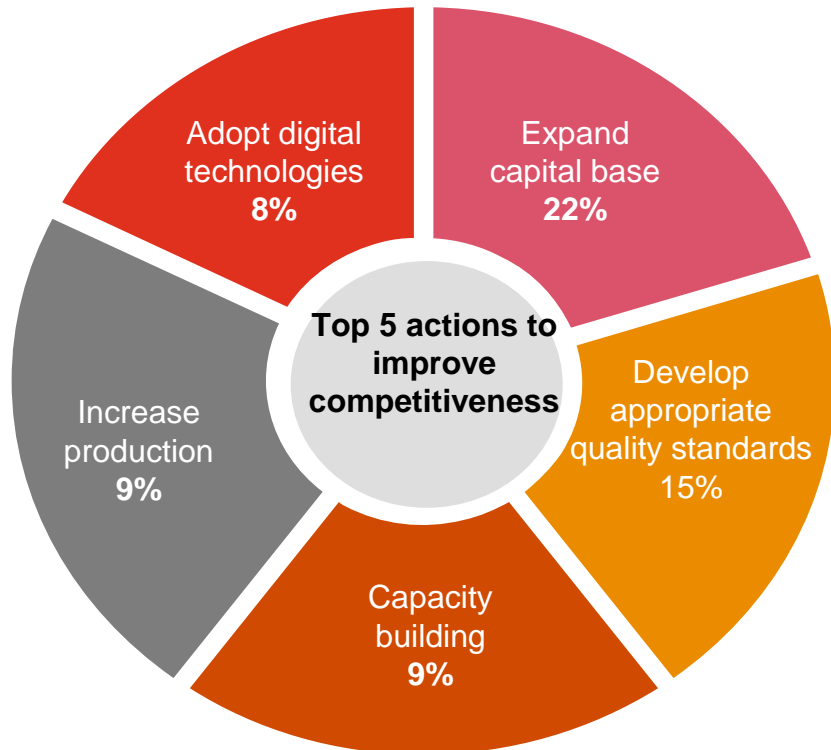 Adopt digital
technologies
8%
Expand
capital base
22%
Top 5 actions to
improve
competitiveness
Develop
appropriate
quality standards
15%
Increase
production
9%
Capacity
building
9%